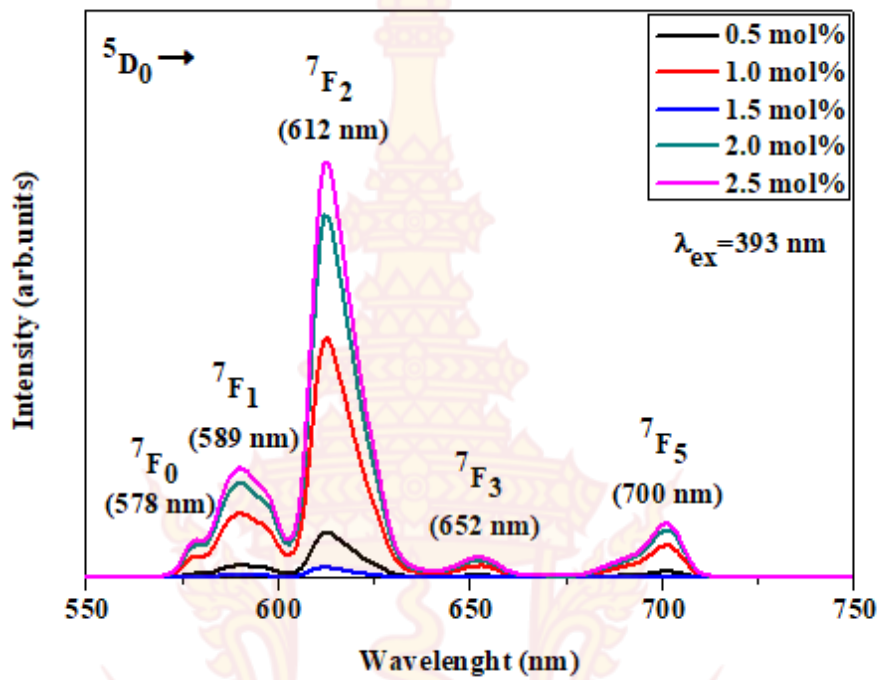 ⁵D₀ →
⁷F₂
(612 nm)
0.5 mol%
1.0 mol%
1.5 mol%
2.0 mol%
2.5 mol%
λex=393 nm
⁷F₁
(589 nm)
⁷F₀
(578 nm)
⁷F₃
(652 nm)
⁷F₅
(700 nm)
Intensity (arb.units)
550
600
650
700
750
Wavelenght (nm)